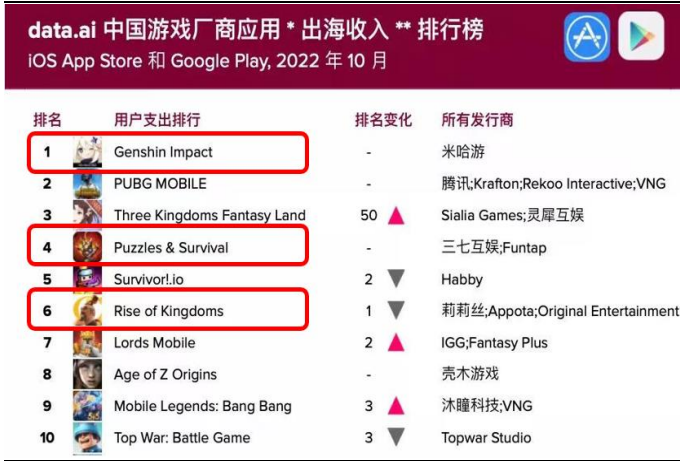 data.ai 中国游戏厂商应用 * 出海收入 ** 排行榜
iOS App Store 和 Google Play, 2022 年 10 月
排名 用户支出排行 排名变化 所有发行商
1 Genshin Impact - 米哈游
2 PUBG MOBILE - 腾讯;Krafton;Rekoo Interactive;VNG
3 Three Kingdoms Fantasy Land 50 ▲ Sialia Games;灵犀互娱
4 Puzzles & Survival - 三七互娱;Funtap
5 Survivor!.io 2 ▼ Habby
6 Rise of Kingdoms 1 ▼ 莉莉丝;Appota;Original Entertainment
7 Lords Mobile 2 ▲ IGG;Fantasy Plus
8 Age of Z Origins - 壳木游戏
9 Mobile Legends: Bang Bang 3 ▲ 沐瞳科技;VNG
10 Top War: Battle Game 3 ▼ Topwar Studio